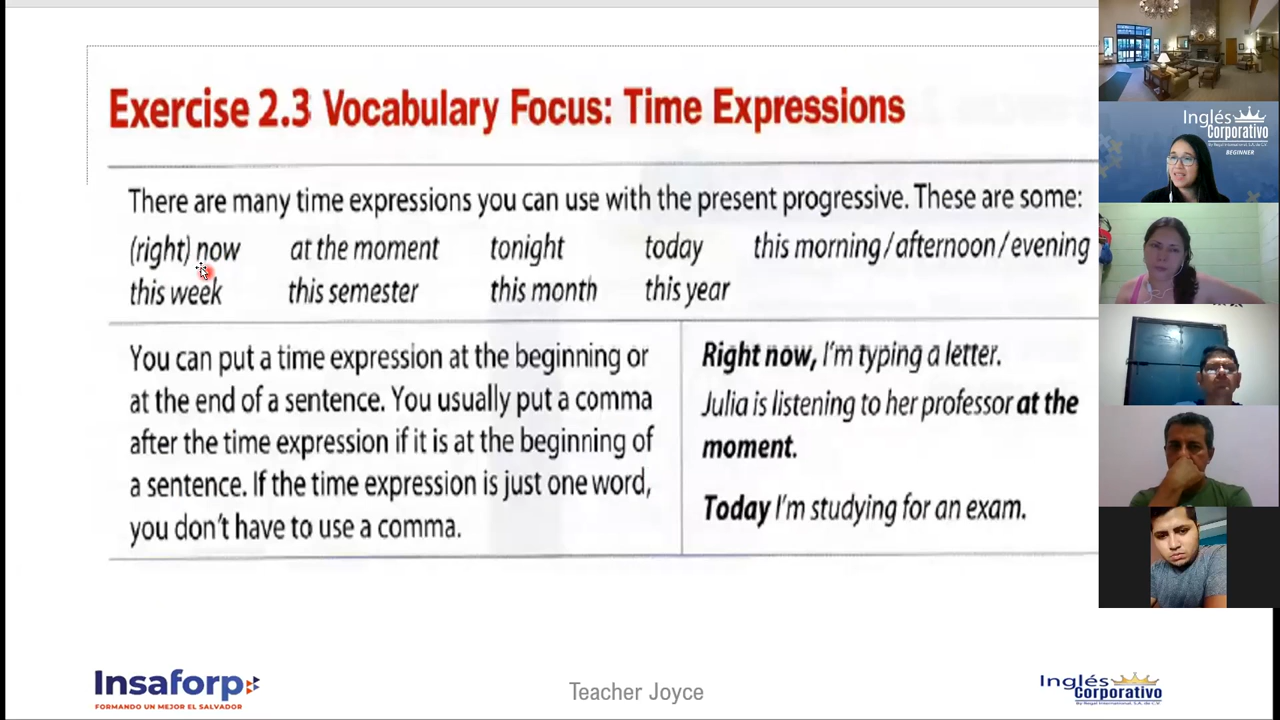 Exercise 2.3 Vocabulary Focus: Time Expressions
There are many time expressions you can use with the present progressive. These are some:
(right) now at the moment tonight today this morning/afternoon/evening
this week this semester this month this year
You can put a time expression at the beginning or
at the end of a sentence. You usually put a comma
after the time expression if it is at the beginning of
a sentence. If the time expression is just one word,
you don't have to use a comma.
Right now, I'm typing a letter.
Julia is listening to her professor at the
moment.
Today I'm studying for an exam.
Inglés
Corporativo
By Regal International, S.A. de C.V
BEGINNER
Insaforp
FORMANDO UN MEJOR EL SALVADOR
Teacher Joyce
Inglés
Corporativo
By Regal International, S.A. de C.V